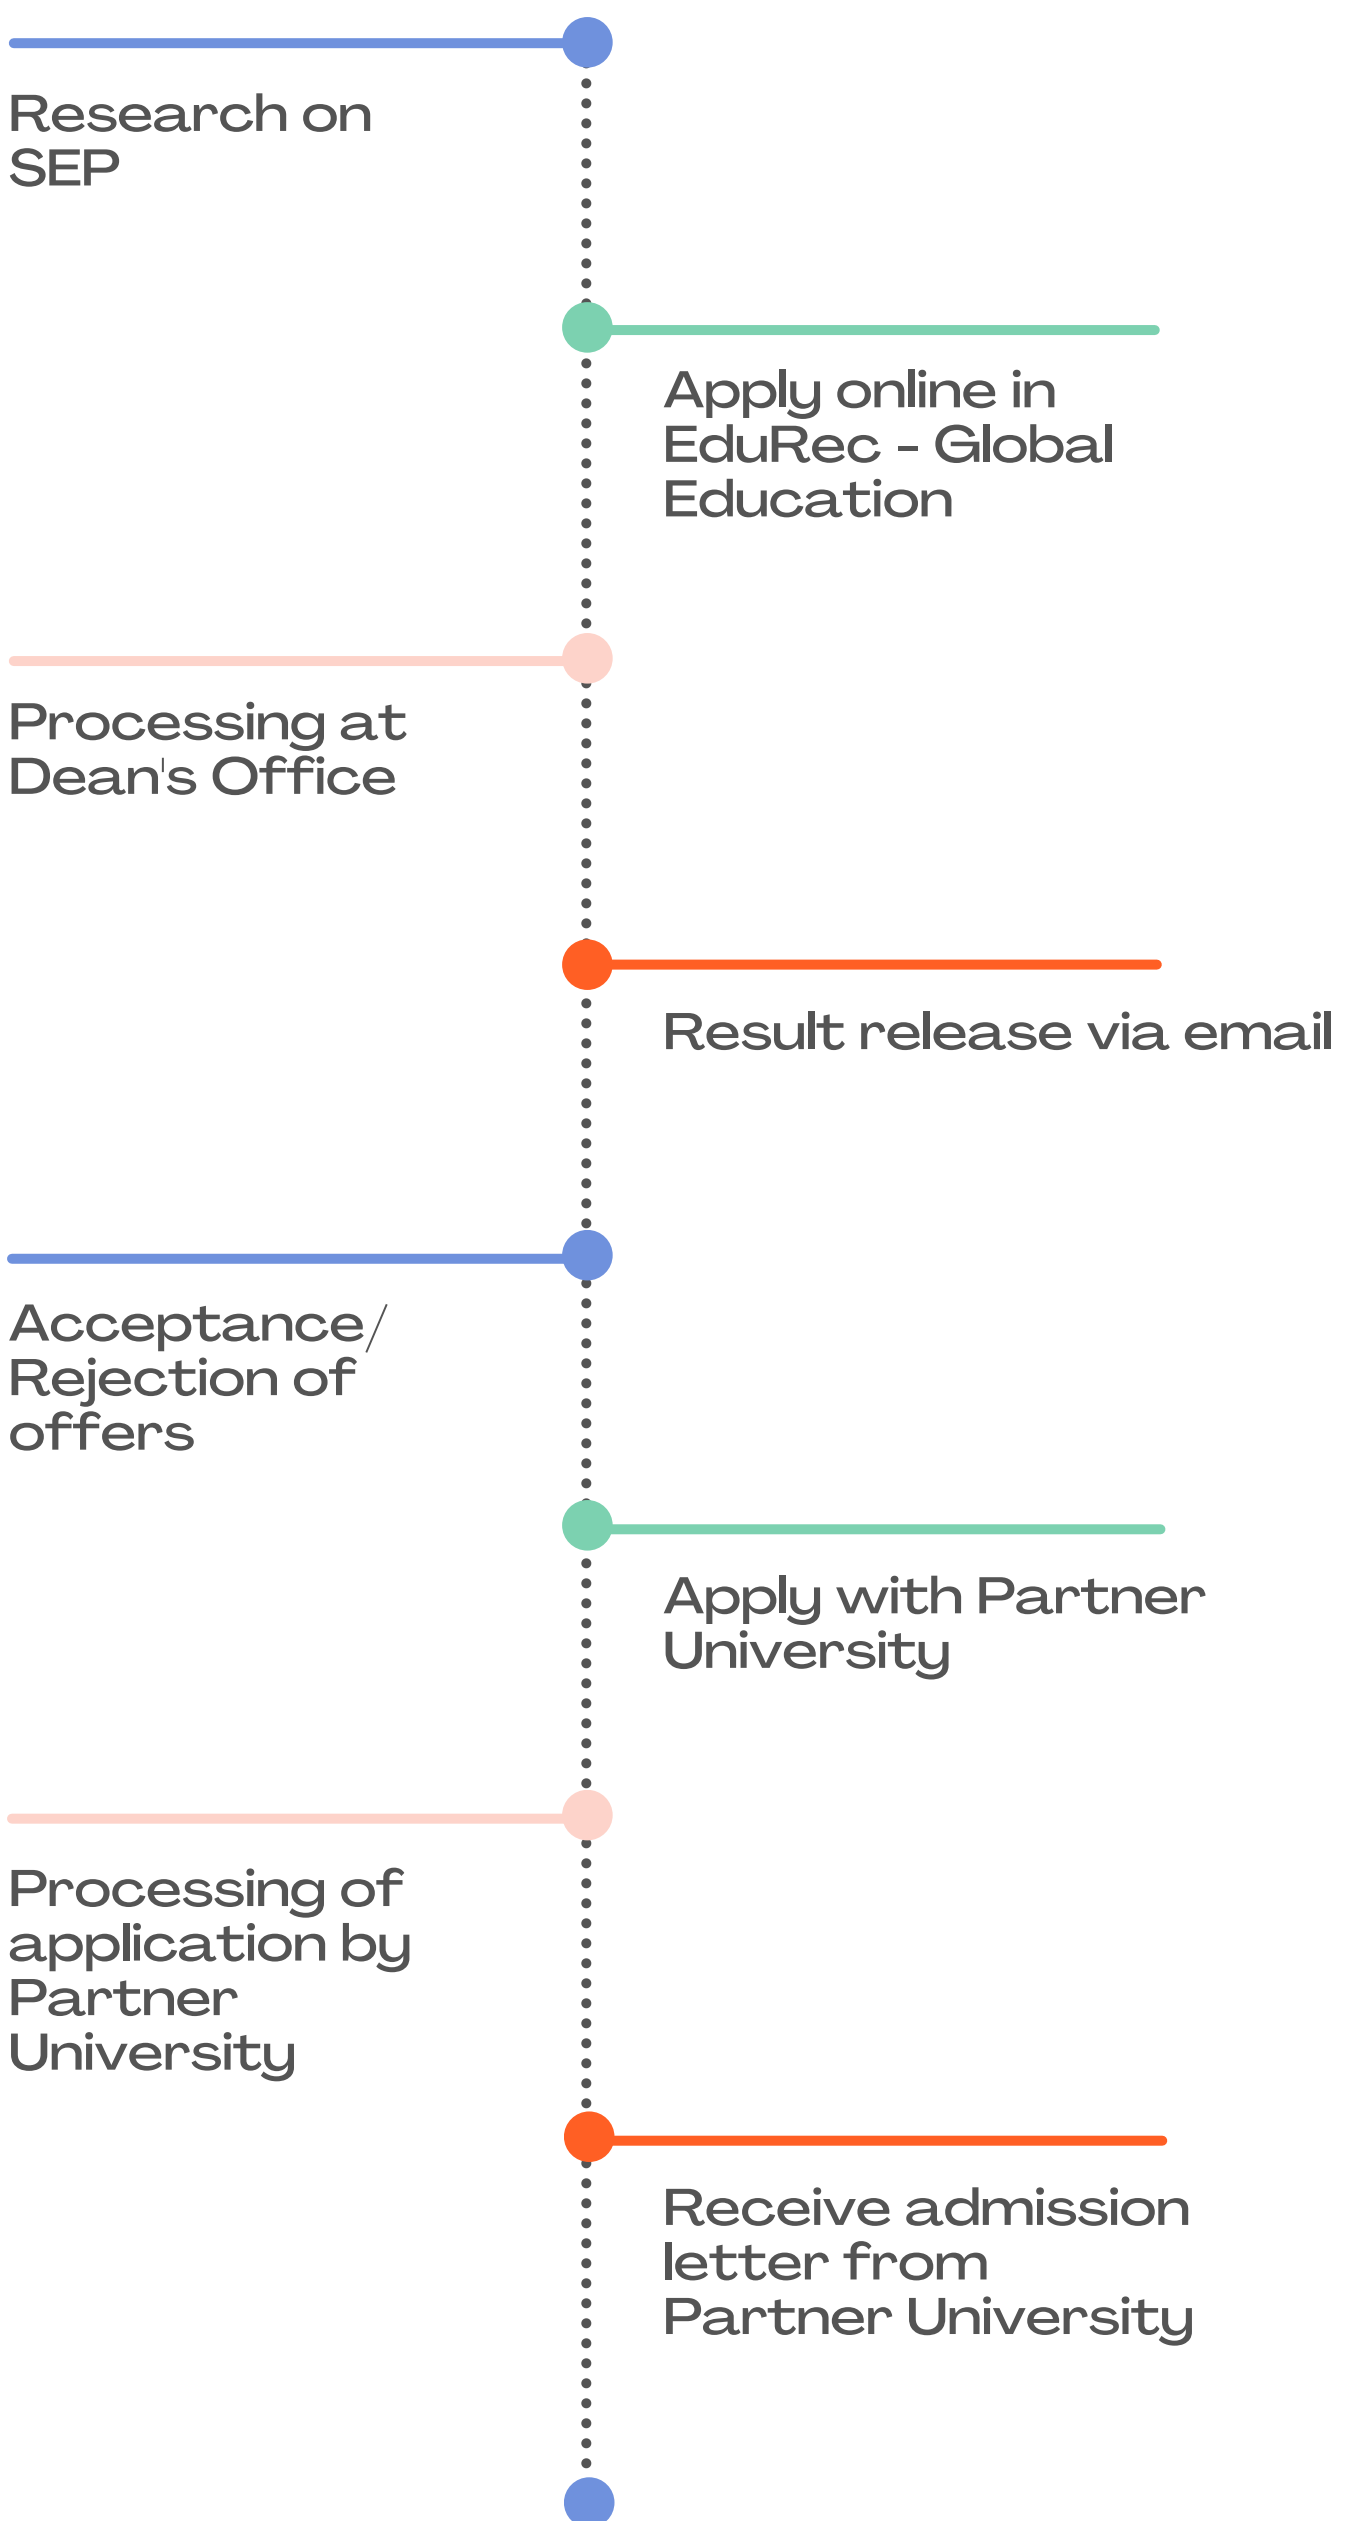 Research on
SEP
Apply online in
EduRec - Global
Education
Processing at
Dean's Office
Result release via email
Acceptance/
Rejection of
offers
Apply with Partner
University
Processing of
application by
Partner
University
Receive admission
letter from
Partner University